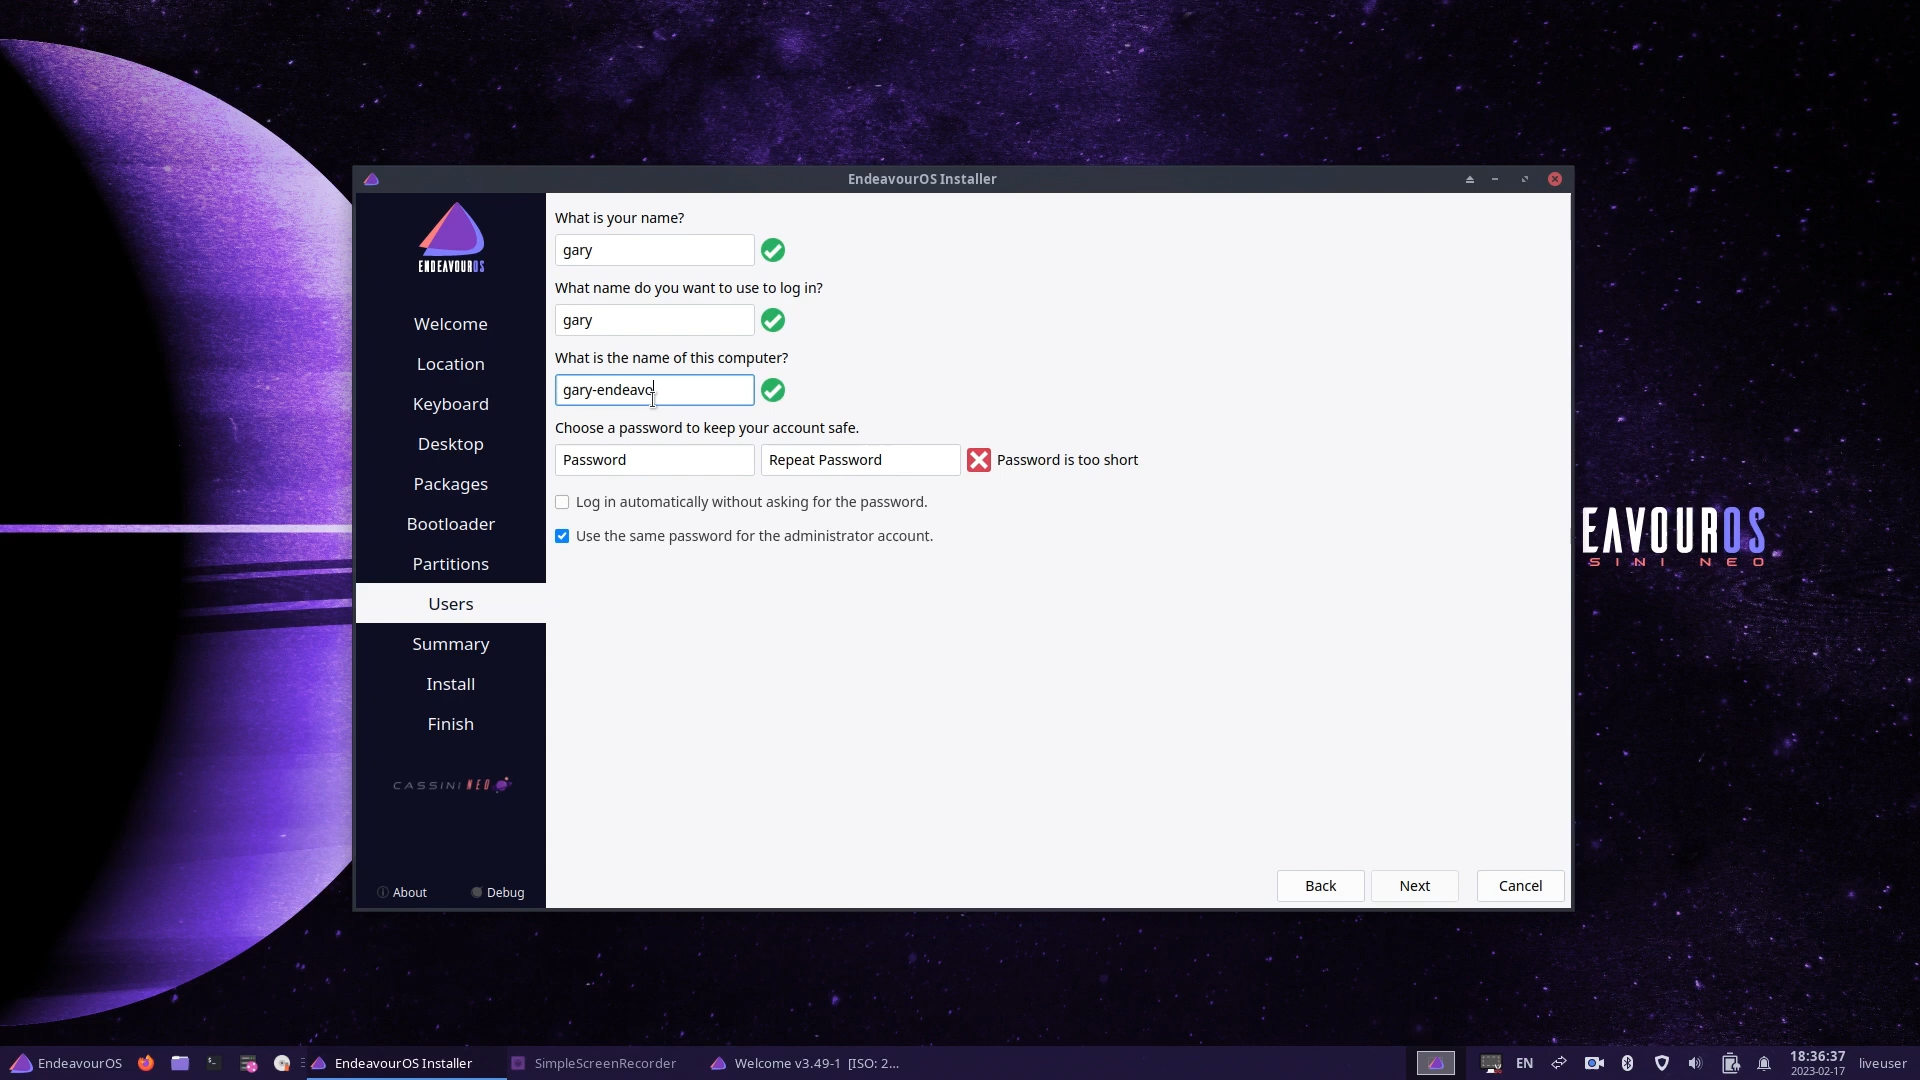 EndeavourOS Installer
ENDEAVOUROS
Welcome
Location
Keyboard
Desktop
Packages
Bootloader
Partitions
Users
Summary
Install
Finish
CASSINI NEO
About
Debug
What is your name?
gary
What name do you want to use to log in?
gary
What is the name of this computer?
gary-endeavo
Choose a password to keep your account safe.
Password
Repeat Password
Password is too short
Log in automatically without asking for the password.
Use the same password for the administrator account.
Back
Next
Cancel
EAVOUROS
SINI NEO
EndeavourOS
EndeavourOS Installer
SimpleScreenRecorder
Welcome v3.49-1 [ISO: 2...
EN
18:36:37
2023-02-17
liveuser